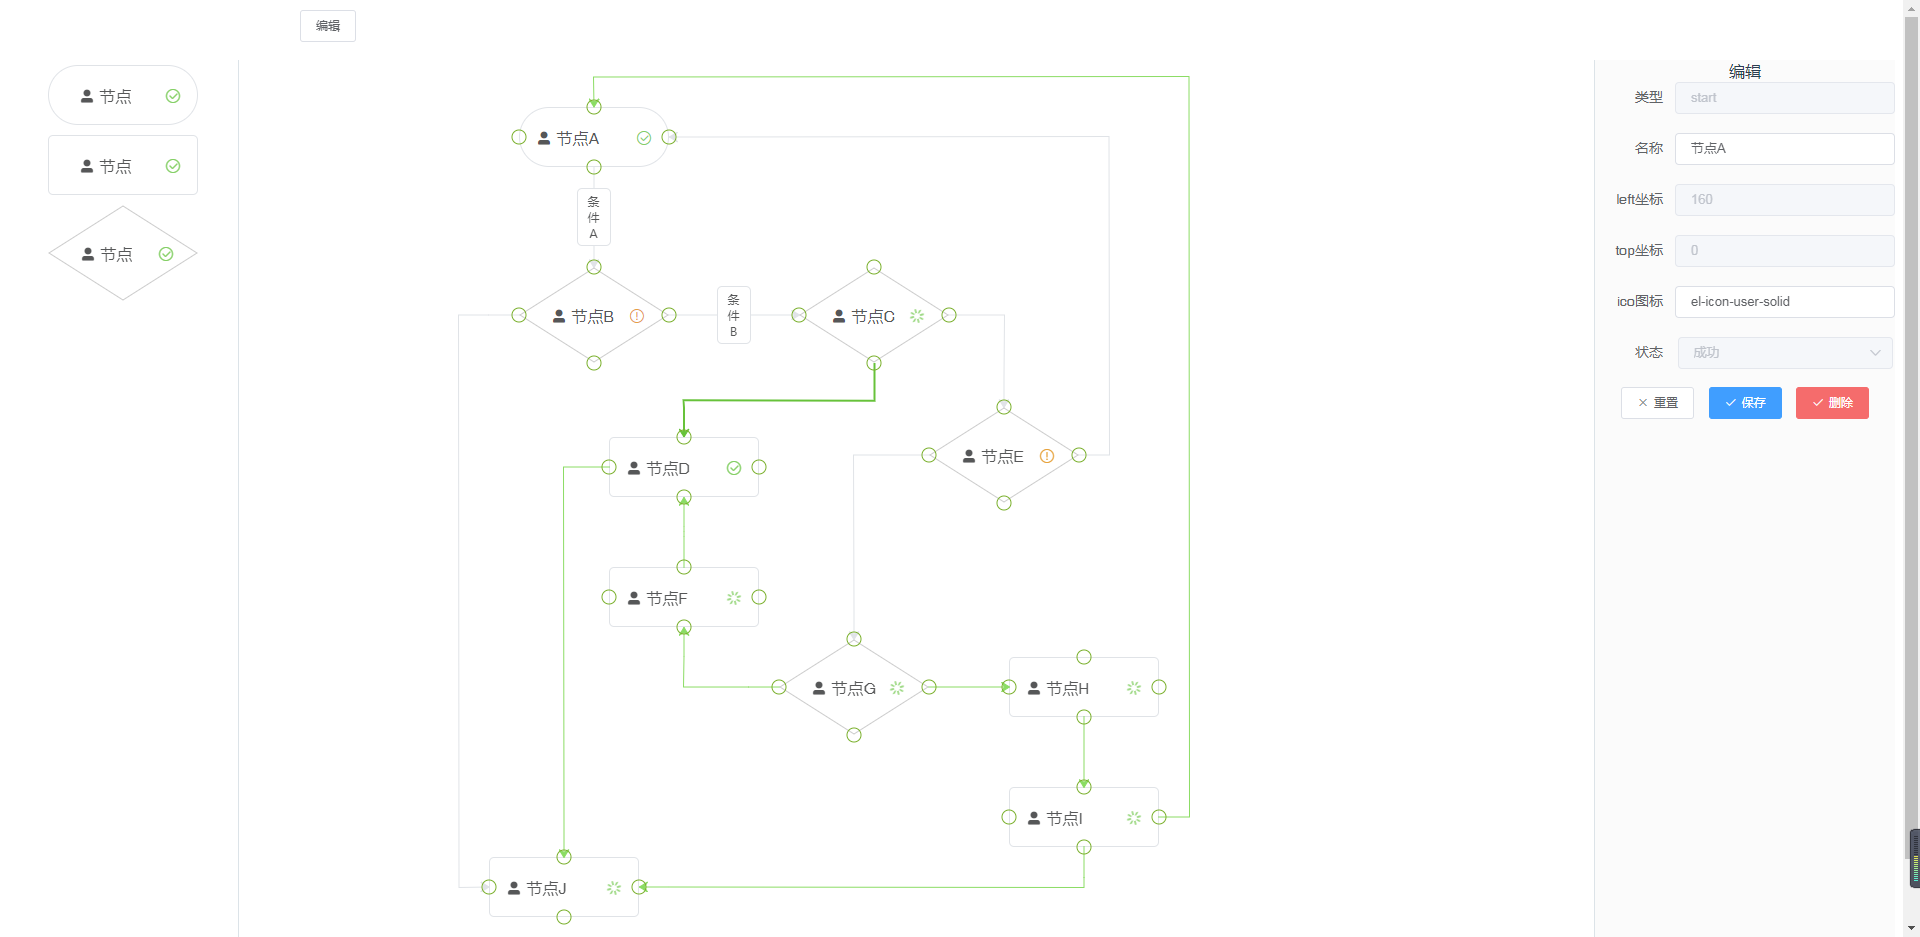 编辑
节点
节点
节点
节点A
条件A
节点B
条件B
节点C
节点E
节点D
节点F
节点G
节点H
节点I
节点J
编辑
类型 start
名称 节点A
left坐标 160
top坐标 0
ico图标 el-icon-user-solid
状态 成功
重置 保存 删除